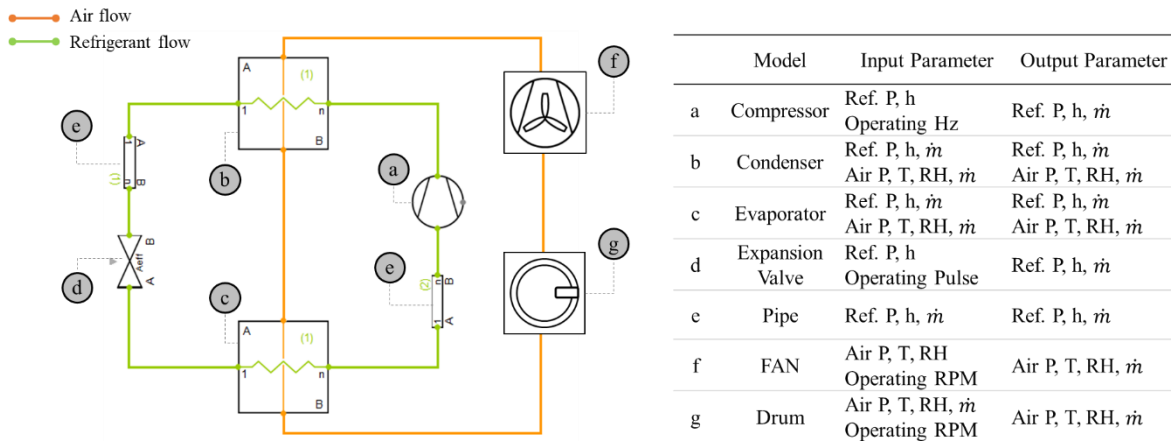 Air flow
Refrigerant flow
A
(1)
1
n
B
f
e
A
1
n
B
(1)
b
a
B
Aeff
A
d
e
n
B
(2)
1
A
g
c
A
(1)
1
n
B
Model Input Parameter Output Parameter
a Compressor Ref. P, h
Operating Hz Ref. P, h, ṁ
b Condenser Ref. P, h, ṁ
Air P, T, RH, ṁ Ref. P, h, ṁ
Air P, T, RH, ṁ
c Evaporator Ref. P, h, ṁ
Air P, T, RH, ṁ Ref. P, h, ṁ
Air P, T, RH, ṁ
d Expansion
Valve Ref. P, h
Operating Pulse Ref. P, h, ṁ
e Pipe Ref. P, h, ṁ Ref. P, h, ṁ
f FAN Air P, T, RH
Operating RPM Air P, T, RH, ṁ
g Drum Air P, T, RH, ṁ
Operating RPM Air P, T, RH, ṁ